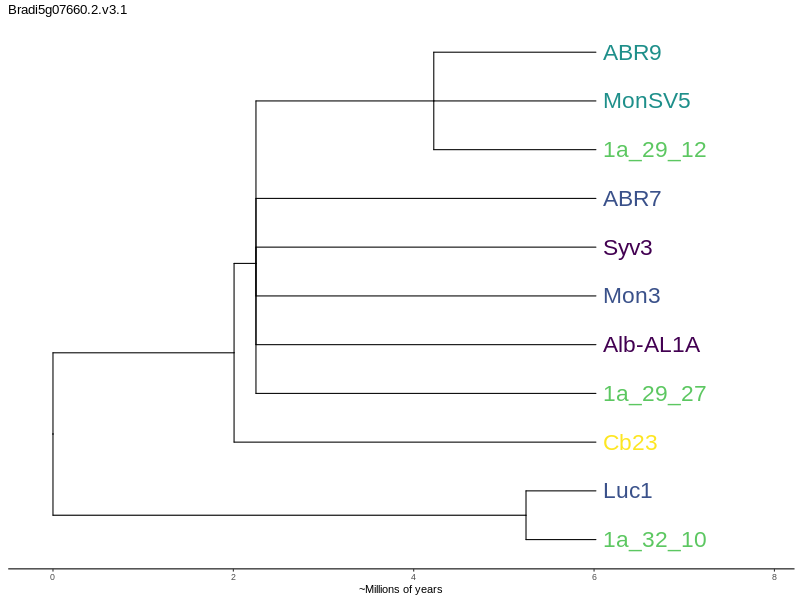 Bradi5g07660.2.v3.1
ABR9
MonSV5
1a_29_12
ABR7
Syv3
Mon3
Alb-AL1A
1a_29_27
Cb23
Luc1
1a_32_10
0 2 4 6 8
~Millions of years